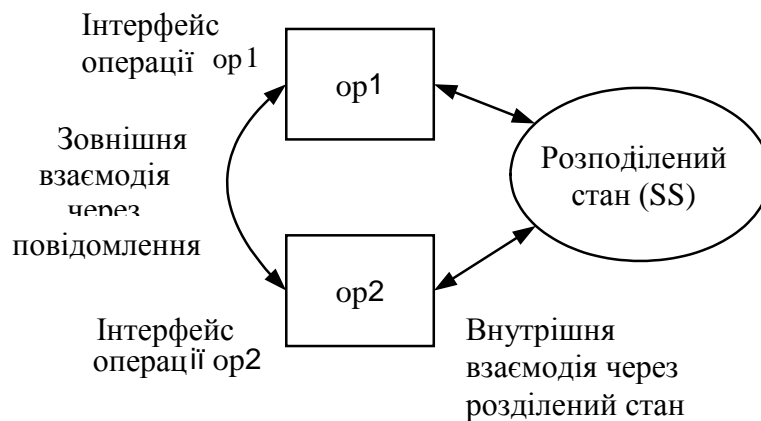 Інтерфейс
операції op1
op1
Зовнішня
взаємодія
через
повідомлення
Розподілений
стан (SS)
op2
Інтерфейс
операції op2
Внутрішня
взаємодія через
розділений стан